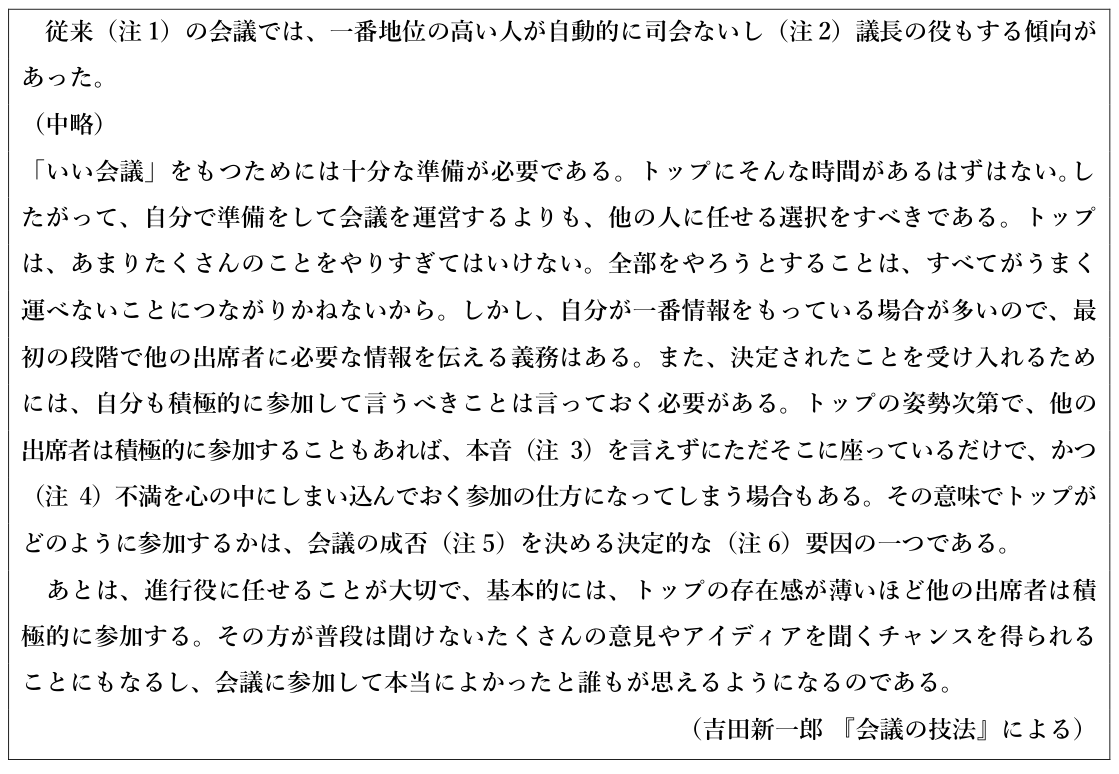 従来（注1）の会議では、一番地位の高い人が自動的に司会ないし（注2）議長の役もする傾向が
あった。
（中略）
「いい会議」をもつためには十分な準備が必要である。トップにそんな時間があるはずはない。し
たがって、自分で準備をして会議を運営するよりも、他の人に任せる選択をすべきである。トップ
は、あまりたくさんのことをやりすぎてはいけない。全部をやろうとすることは、すべてがうまく
運べないことにつながりかねないから。しかし、自分が一番情報をもっている場合が多いので、最
初の段階で他の出席者に必要な情報を伝える義務はある。また、決定されたことを受け入れるため
には、自分も積極的に参加して言うべきことは言っておく必要がある。トップの姿勢次第で、他の
出席者は積極的に参加することもあれば、本音（注 3）を言えずにただそこに座っているだけで、かつ
（注 4）不満を心の中にしまい込んでおく参加の仕方になってしまう場合もある。その意味でトップが
どのように参加するかは、会議の成否（注5）を決める決定的な（注6）要因の一つである。
あとは、進行役に任せることが大切で、基本的には、トップの存在感が薄いほど他の出席者は積
極的に参加する。その方が普段は聞けないたくさんの意見やアイディアを聞くチャンスを得られる
ことにもなるし、会議に参加して本当によかったと誰もが思えるようになるのである。
（吉田新一郎 『会議の技法』による）